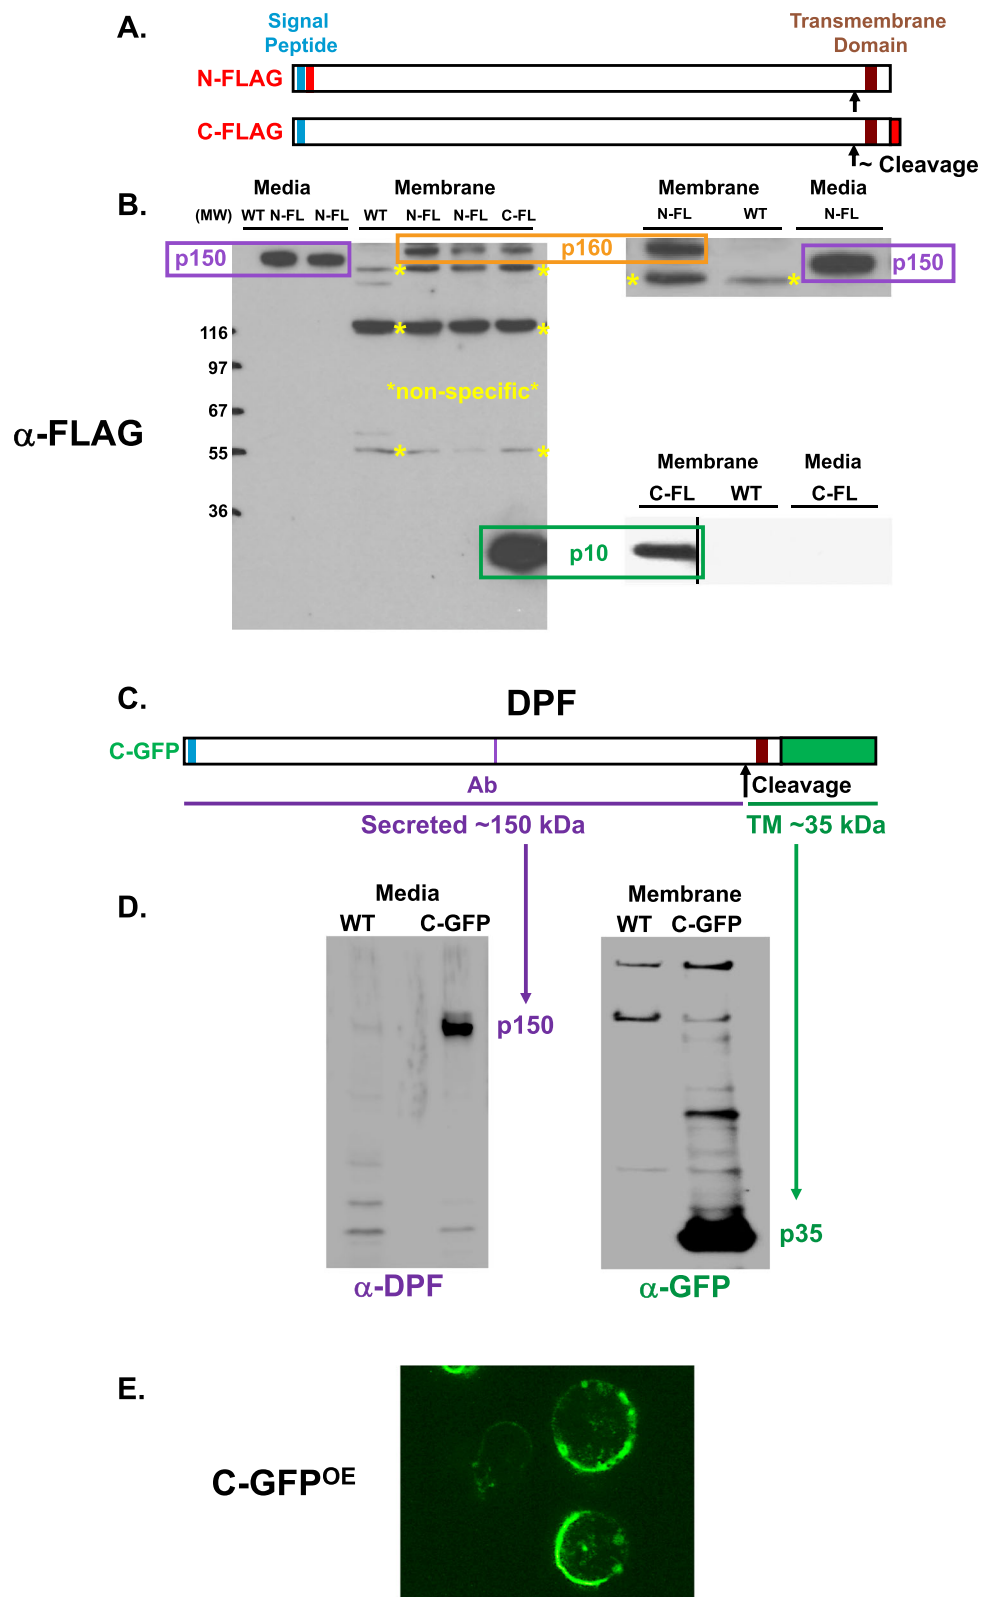 A.
Signal
Peptide
Transmembrane
Domain
N-FLAG
C-FLAG
~ Cleavage
B.
Media
Membrane
Membrane
Media
(MW)
WT N-FL N-FL
WT N-FL N-FL C-FL
N-FL WT
N-FL
p150
p160
p150
* * * *
116
* *
97
*non-specific*
67
α-FLAG
55
* *
Membrane
Media
C-FL WT
C-FL
36
p10
C.
DPF
C-GFP
Ab
Cleavage
Secreted ~150 kDa
TM ~35 kDa
D.
Media
WT C-GFP
Membrane
WT C-GFP
p150
p35
α-DPF
α-GFP
E.
C-GFPOE